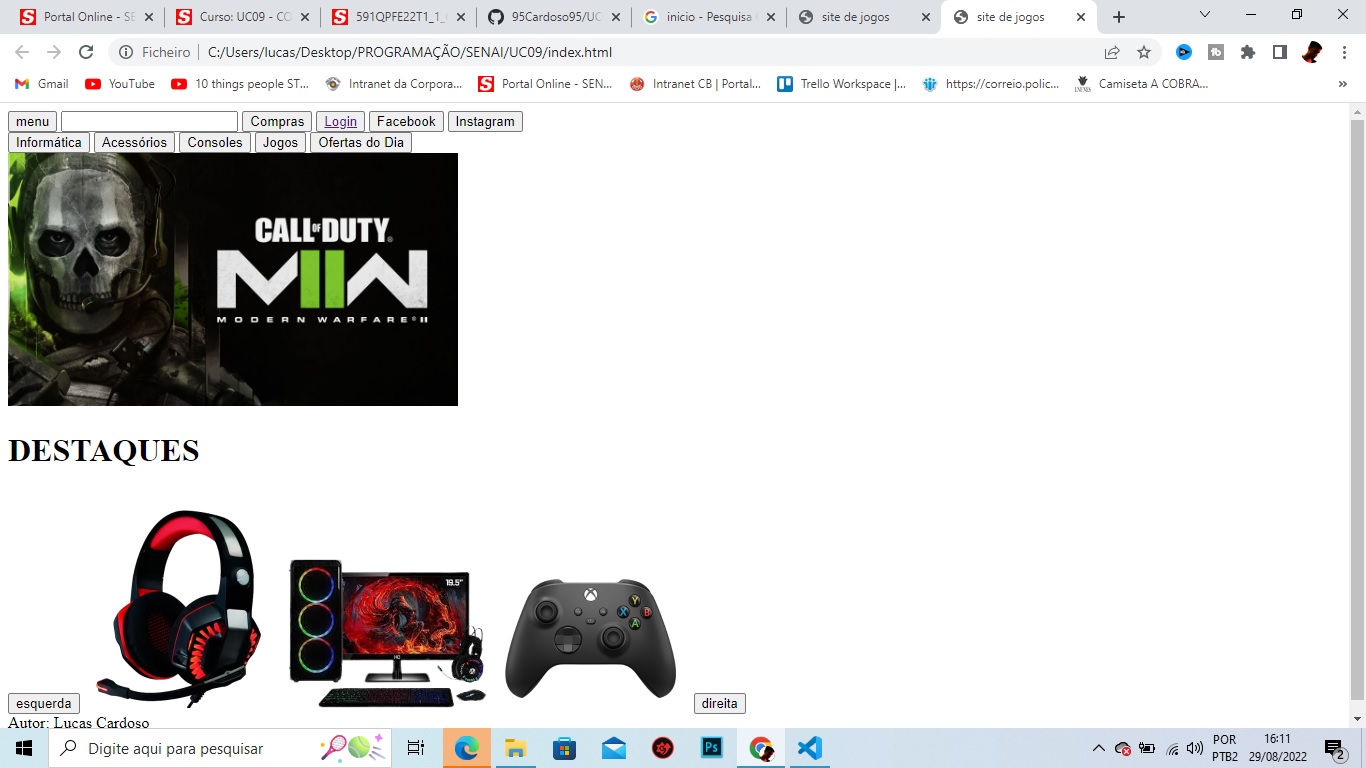 Portal Online - SE
Curso: UC09 - CO
591QPFE22T1_1_
95Cardoso95/UC
inicio - Pesquisa
site de jogos
site de jogos
Ficheiro
C:/Users/lucas/Desktop/PROGRAMAÇÃO/SENAI/UC09/index.html
Gmail
YouTube
10 things people ST...
Intranet da Corpora...
Portal Online - SEN...
Intranet CB | Portal...
Trello Workspace |...
https://correio.polic...
Camiseta A COBRA...
»
menu
Compras
Login
Facebook
Instagram
Informática
Acessórios
Consoles
Jogos
Ofertas do Dia
CALL OF DUTY
MIIW
MODERN WARFARE II
DESTAQUES
19.5"
Y
X B
A
esquerda
direita
Autor: Lucas Cardoso
Digite aqui para pesquisar
Ps
POR
PTB2
16:11
29/08/2022
2